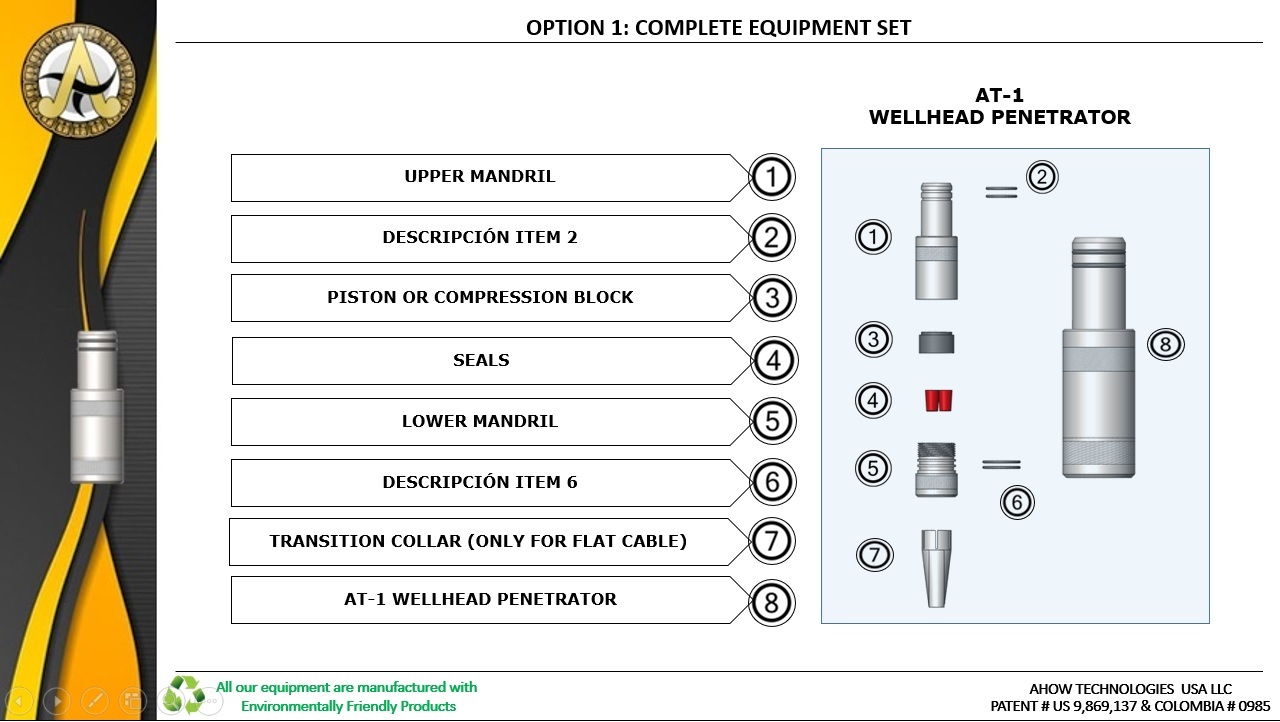 OPTION 1: COMPLETE EQUIPMENT SET
AT-1
WELLHEAD PENETRATOR
UPPER MANDRIL 1
DESCRIPCIÓN ITEM 2 2
PISTON OR COMPRESSION BLOCK 3
SEALS 4
LOWER MANDRIL 5
DESCRIPCIÓN ITEM 6 6
TRANSITION COLLAR (ONLY FOR FLAT CABLE) 7
AT-1 WELLHEAD PENETRATOR 8
2
1
3
8
4
5
6
7
All our equipment are manufactured with
Environmentally Friendly Products
AHOW TECHNOLOGIES USA LLC
PATENT # US 9,869,137 & COLOMBIA # 0985